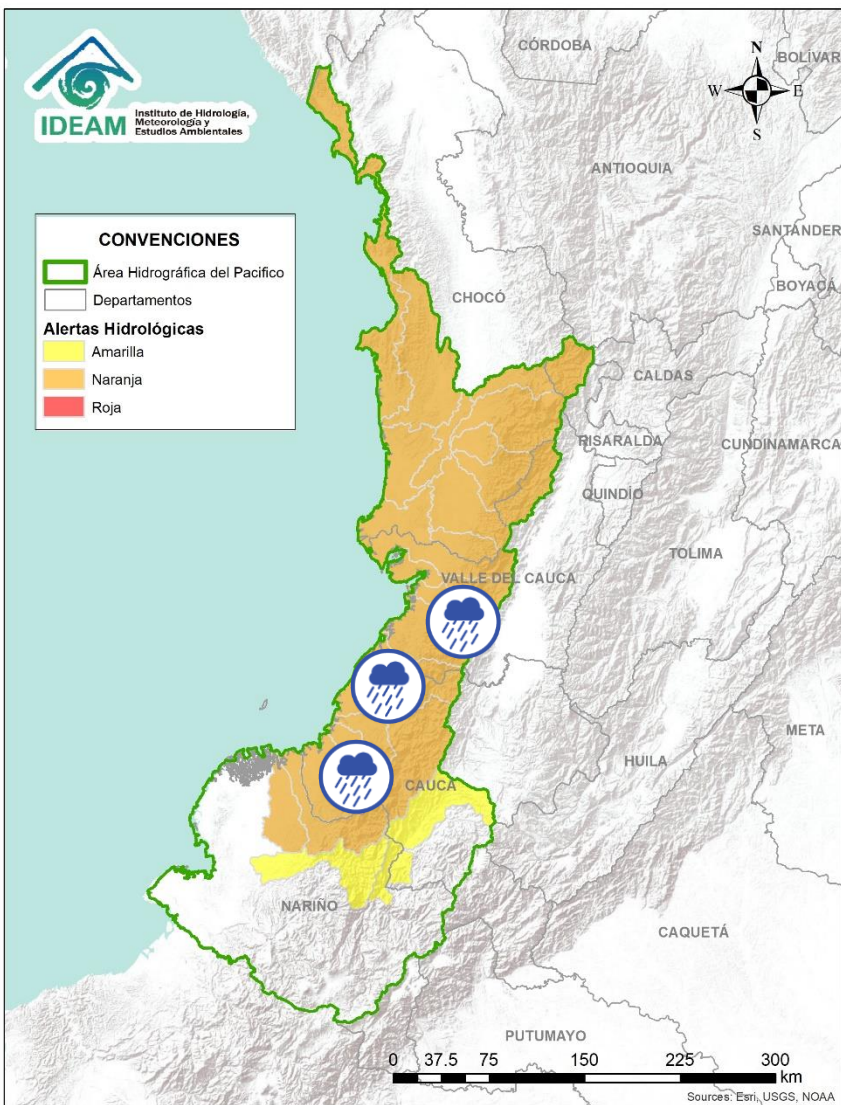 IDEAM
Instituto de Hidrología,
Meteorología y
Estudios Ambientales
CÓRDOBA
BOLÍVAR
N
W
E
S
ANTIOQUIA
SANTANDER
BOYACÁ
CONVENCIONES
Área Hidrográfica del Pacifico
Departamentos
Alertas Hidrológicas
Amarilla
Naranja
Roja
CHOCÓ
CALDAS
RISARALDA
CUNDINAMARCA
QUINDÍO
TOLIMA
VALLE DEL CAUCA
META
HUILA
CAUCA
NARIÑO
CAQUETÁ
PUTUMAYO
0 37.5 75 150 225 300
km
Sources: Esri, USGS, NOAA